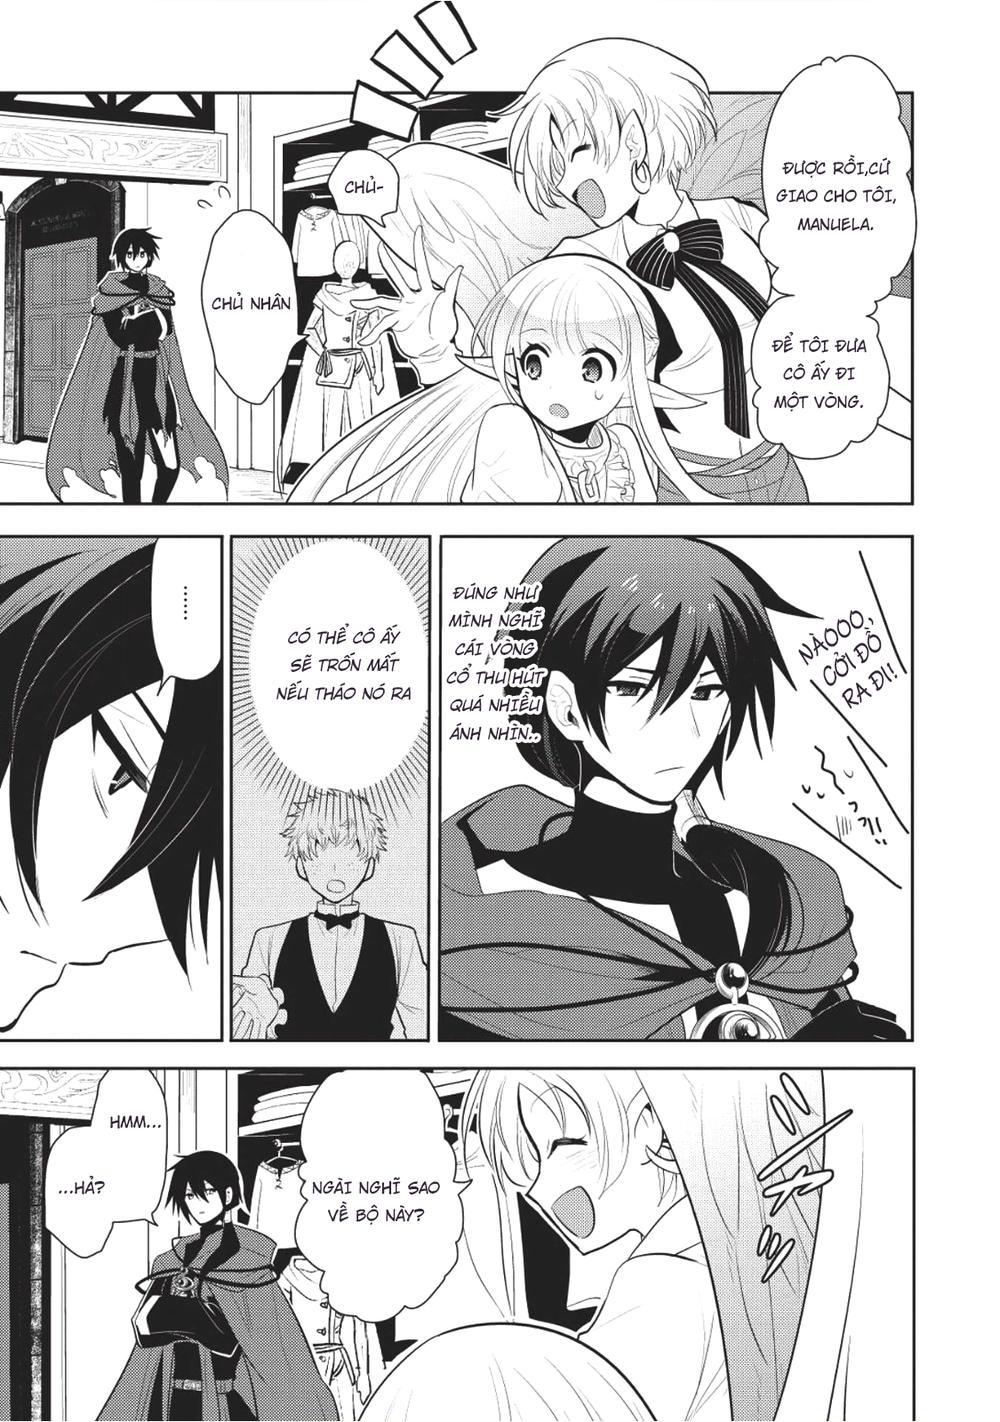 ĐƯỢC RỒI,CỨ
GIAO CHO TÔI,
MANUELA.
ĐỂ TÔI ĐƯA
CÔ ẤY ĐI
MỘT VÒNG.
CHỦ-
CHỦ NHÂN
NÀOOO,
CỞI ĐỒ
RA ĐI!!
ĐÚNG NHƯ
MÌNH NGHĨ
CÁI VÒNG
CỔ THU HÚT
QUÁ NHIỀU
ÁNH NHÌN..
CÓ THỂ CÔ ẤY
SẼ TRỐN MẤT
NẾU THÁO NÓ RA
......
NGÀI NGHĨ SAO
VỀ BỘ NÀY?
HMM...
...HẢ?